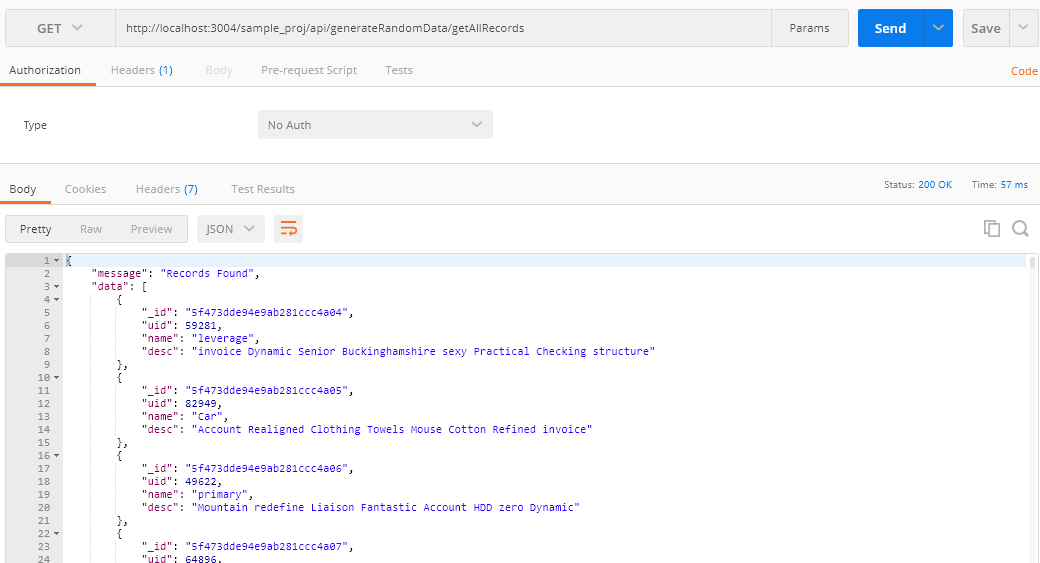 GET http://localhost:3004/sample_proj/api/generateRandomData/getAllRecords Params Send Save
Authorization Headers (1) Body Pre-request Script Tests Code
Type No Auth
Body Cookies Headers (7) Test Results Status: 200 OK Time: 57 ms
Pretty Raw Preview JSON
1 {
2 "message": "Records Found",
3 "data": [
4 {
5 "_id": "5f473dde94e9ab281ccc4a04",
6 "uid": 59281,
7 "name": "leverage",
8 "desc": "invoice Dynamic Senior Buckinghamshire sexy Practical Checking structure"
9 },
10 {
11 "_id": "5f473dde94e9ab281ccc4a05",
12 "uid": 82949,
13 "name": "Car",
14 "desc": "Account Realigned Clothing Towels Mouse Cotton Refined invoice"
15 },
16 {
17 "_id": "5f473dde94e9ab281ccc4a06",
18 "uid": 49622,
19 "name": "primary",
20 "desc": "Mountain redefine Liaison Fantastic Account HDD zero Dynamic"
21 },
22 {
23 "_id": "5f473dde94e9ab281ccc4a07",
24 "uid": 64896,